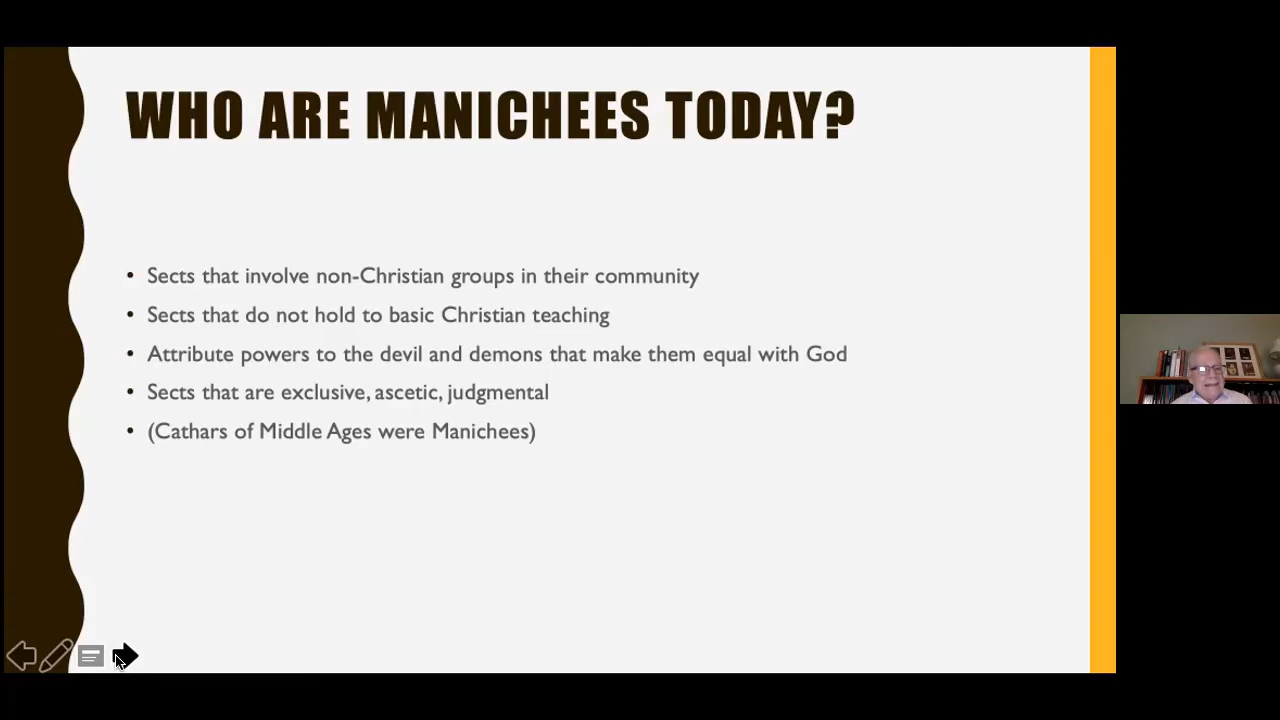 WHO ARE MANICHEES TODAY?
• Sects that involve non-Christian groups in their community
• Sects that do not hold to basic Christian teaching
• Attribute powers to the devil and demons that make them equal with God
• Sects that are exclusive, ascetic, judgmental
• (Cathars of Middle Ages were Manichees)